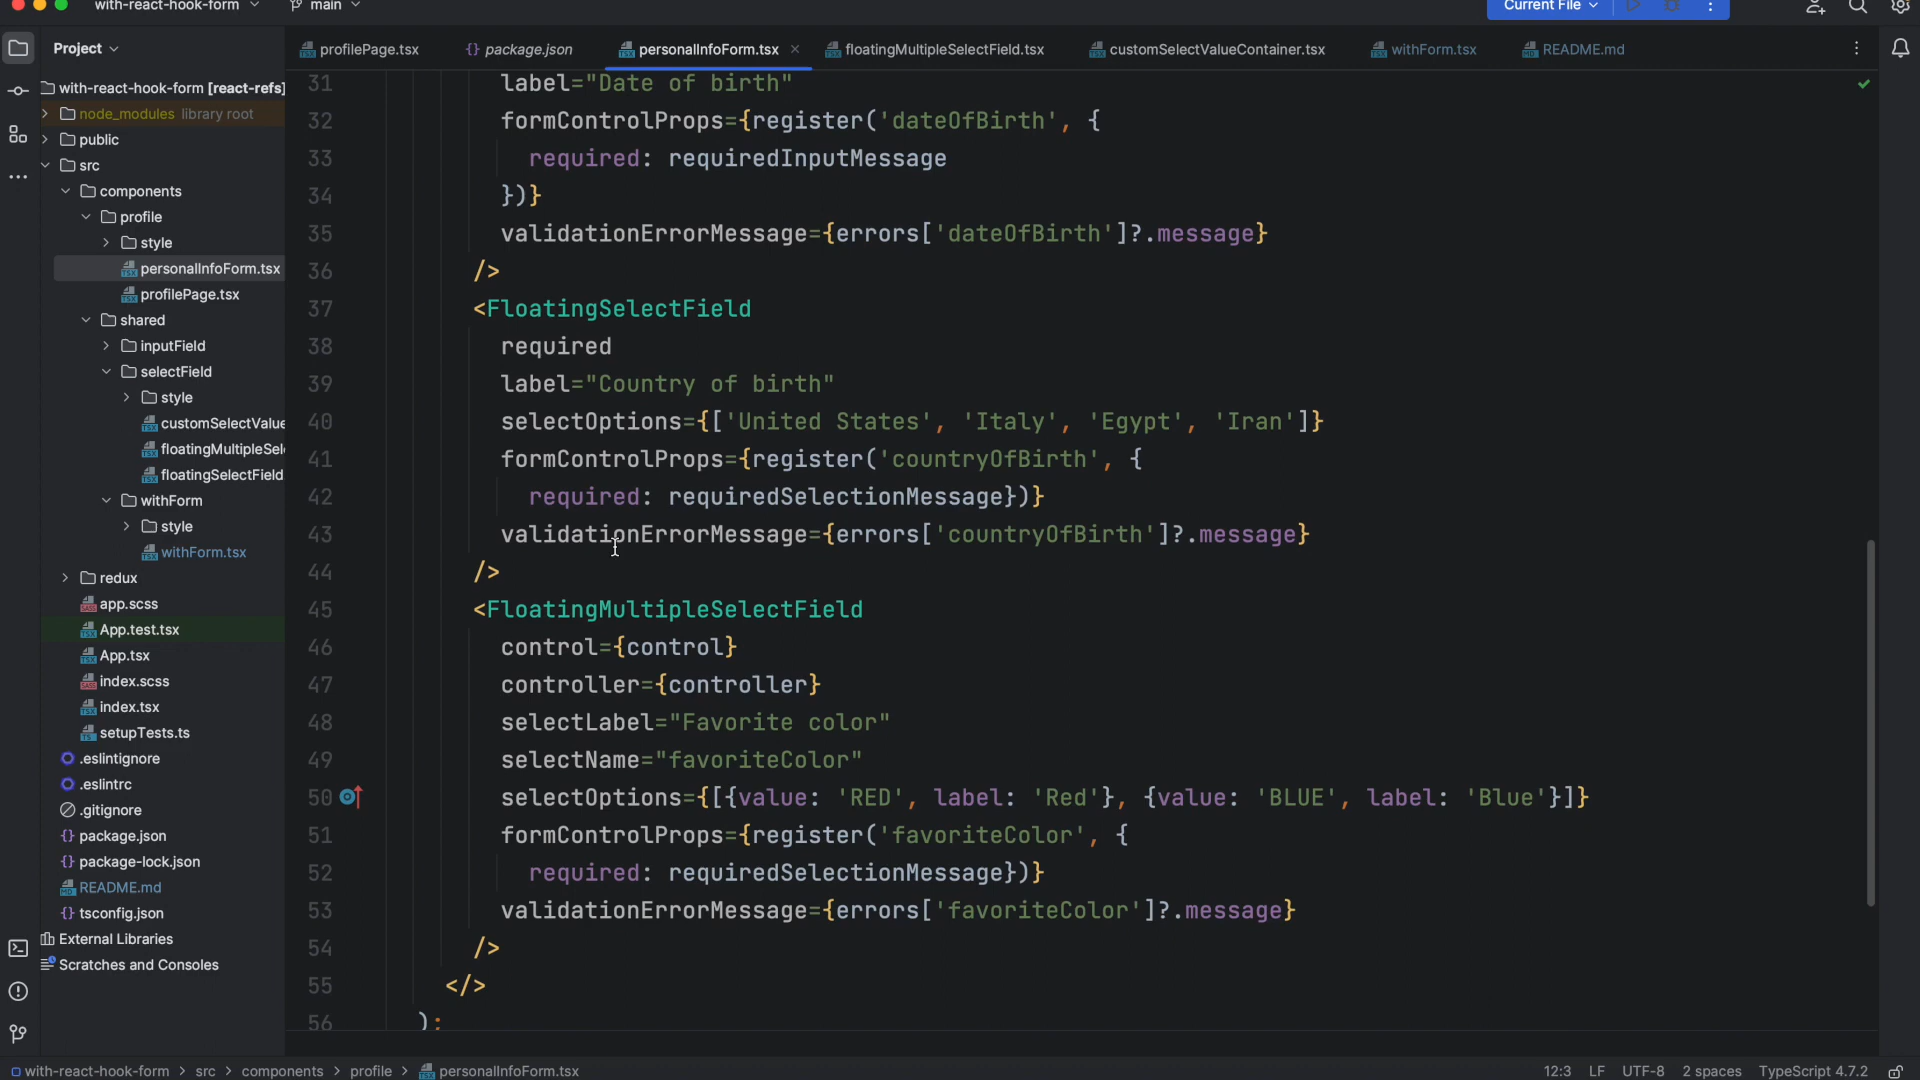 with-react-hook-form
main
Current File
Project
profilePage.tsx
package.json
personalInfoForm.tsx
floatingMultipleSelectField.tsx
customSelectValueContainer.tsx
withForm.tsx
README.md
with-react-hook-form [react-refs]
node_modules library root
public
src
components
profile
style
personalInfoForm.tsx
profilePage.tsx
shared
inputField
selectField
style
customSelectValue
floatingMultipleSel
floatingSelectField
withForm
style
withForm.tsx
redux
app.scss
App.test.tsx
App.tsx
index.scss
index.tsx
setupTests.ts
.eslintignore
.eslintrc
.gitignore
package.json
package-lock.json
README.md
tsconfig.json
External Libraries
Scratches and Consoles
31 label="Date of birth"
32 formControlProps={register('dateOfBirth', {
33 required: requiredInputMessage
34 })}
35 validationErrorMessage={errors['dateOfBirth']?.message}
36 />
37 <FloatingSelectField
38 required
39 label="Country of birth"
40 selectOptions={['United States', 'Italy', 'Egypt', 'Iran']}
41 formControlProps={register('countryOfBirth', {
42 required: requiredSelectionMessage})}
43 validationErrorMessage={errors['countryOfBirth']?.message}
44 />
45 <FloatingMultipleSelectField
46 control={control}
47 controller={controller}
48 selectLabel="Favorite color"
49 selectName="favoriteColor"
50 selectOptions={[{value: 'RED', label: 'Red'}, {value: 'BLUE', label: 'Blue'}]}
51 formControlProps={register('favoriteColor', {
52 required: requiredSelectionMessage})}
53 validationErrorMessage={errors['favoriteColor']?.message}
54 />
55 </>
56 );
with-react-hook-form > src > components > profile > personalInfoForm.tsx
12:3 LF UTF-8 2 spaces TypeScript 4.7.2